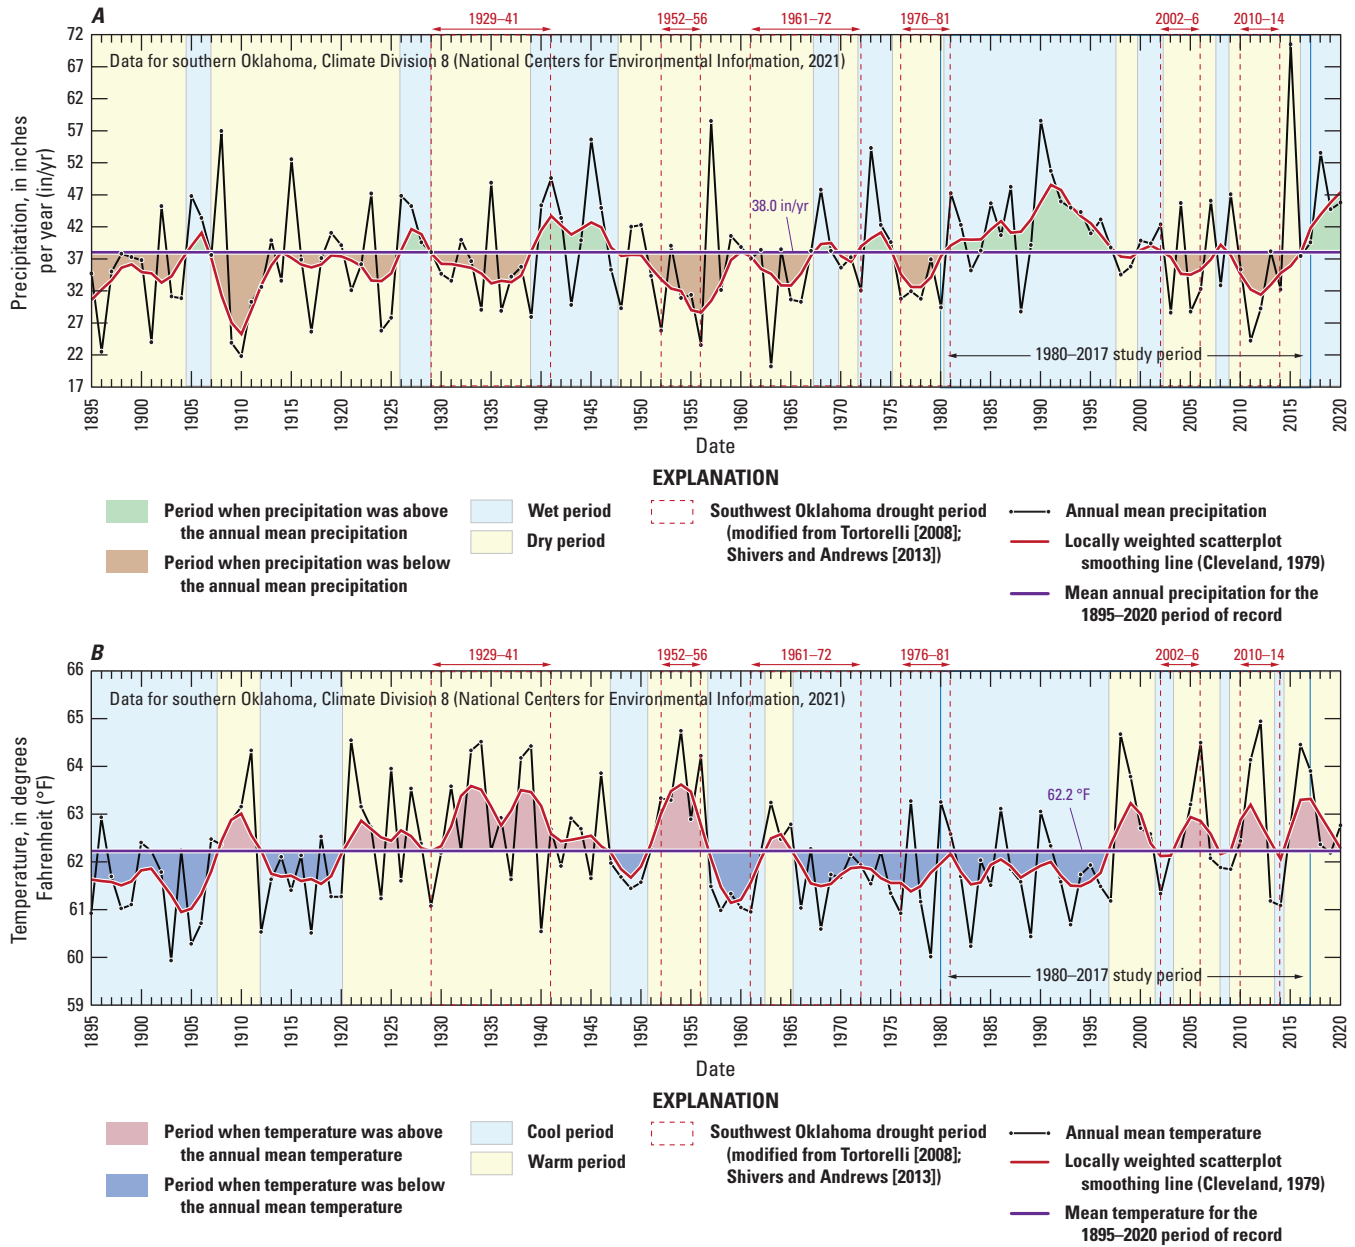 A
1929–41
1952–56
1961–72
1976–81
2002–6
2010–14
Data for southern Oklahoma, Climate Division 8 (National Centers for Environmental Information, 2021)
Precipitation, in inches
per year (in/yr)
72
67
62
57
52
47
42
37
32
27
22
17
38.0 in/yr
1980–2017 study period
1895
1900
1905
1910
1915
1920
1925
1930
1935
1940
1945
1950
1955
1960
1965
1970
1975
1980
1985
1990
1995
2000
2005
2010
2015
2020
Date
EXPLANATION
Period when precipitation was above
the annual mean precipitation
Period when precipitation was below
the annual mean precipitation
Wet period
Dry period
Southwest Oklahoma drought period
(modified from Tortorelli [2008];
Shivers and Andrews [2013])
Annual mean precipitation
Locally weighted scatterplot
smoothing line (Cleveland, 1979)
Mean annual precipitation for the
1895–2020 period of record
B
1929–41
1952–56
1961–72
1976–81
2002–6
2010–14
Data for southern Oklahoma, Climate Division 8 (National Centers for Environmental Information, 2021)
Temperature, in degrees
Fahrenheit (°F)
66
65
64
63
62
61
60
59
62.2 °F
1980–2017 study period
1895
1900
1905
1910
1915
1920
1925
1930
1935
1940
1945
1950
1955
1960
1965
1970
1975
1980
1985
1990
1995
2000
2005
2010
2015
2020
Date
EXPLANATION
Period when temperature was above
the annual mean temperature
Period when temperature was below
the annual mean temperature
Cool period
Warm period
Southwest Oklahoma drought period
(modified from Tortorelli [2008];
Shivers and Andrews [2013])
Annual mean temperature
Locally weighted scatterplot
smoothing line (Cleveland, 1979)
Mean temperature for the
1895–2020 period of record